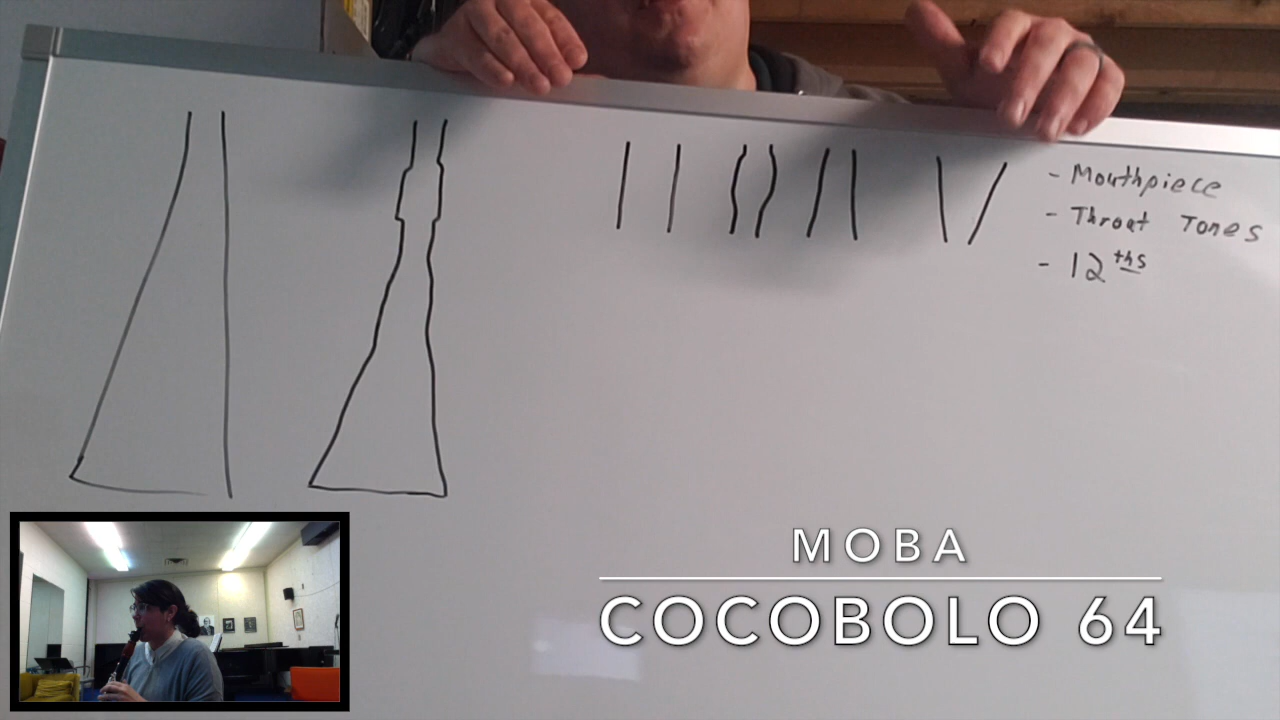 - Mouthpiece
- Throat Tones
- 12ths
MOBA
COCOBOLO 64